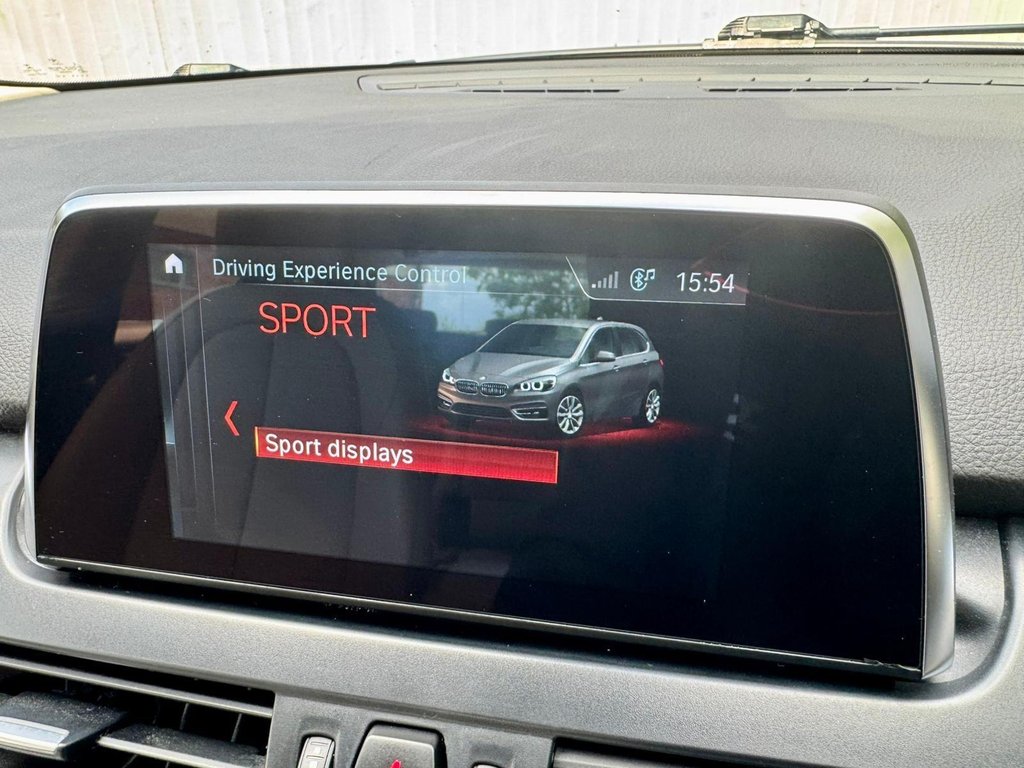 Driving Experience Control
15:54
SPORT
Sport displays